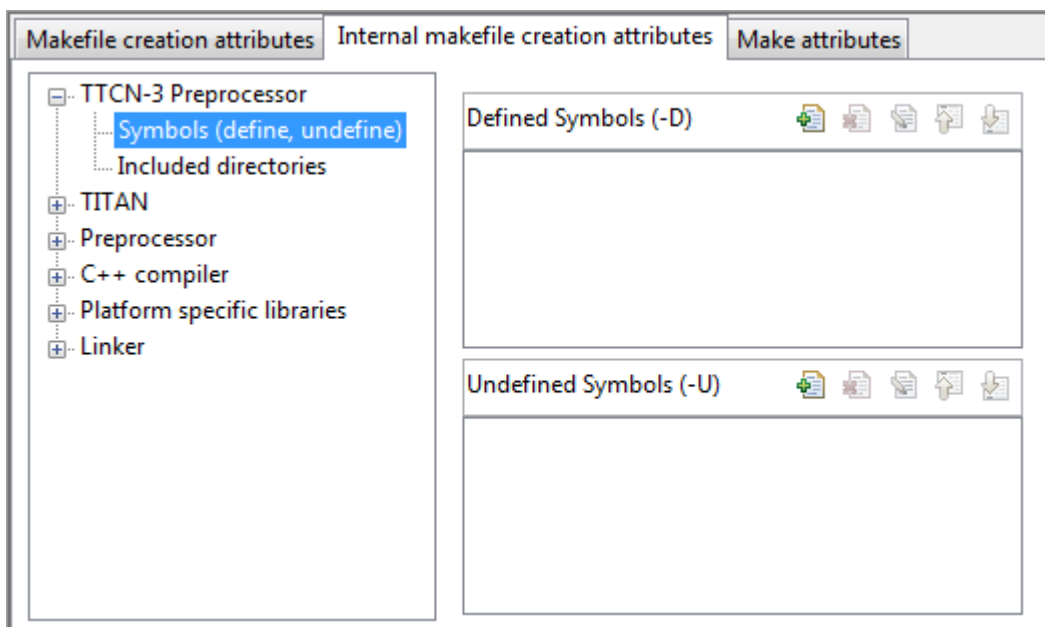 Makefile creation attributes
Internal makefile creation attributes
Make attributes
TTCN-3 Preprocessor
Symbols (define, undefine)
Included directories
TITAN
Preprocessor
C++ compiler
Platform specific libraries
Linker
Defined Symbols (-D)
Undefined Symbols (-U)